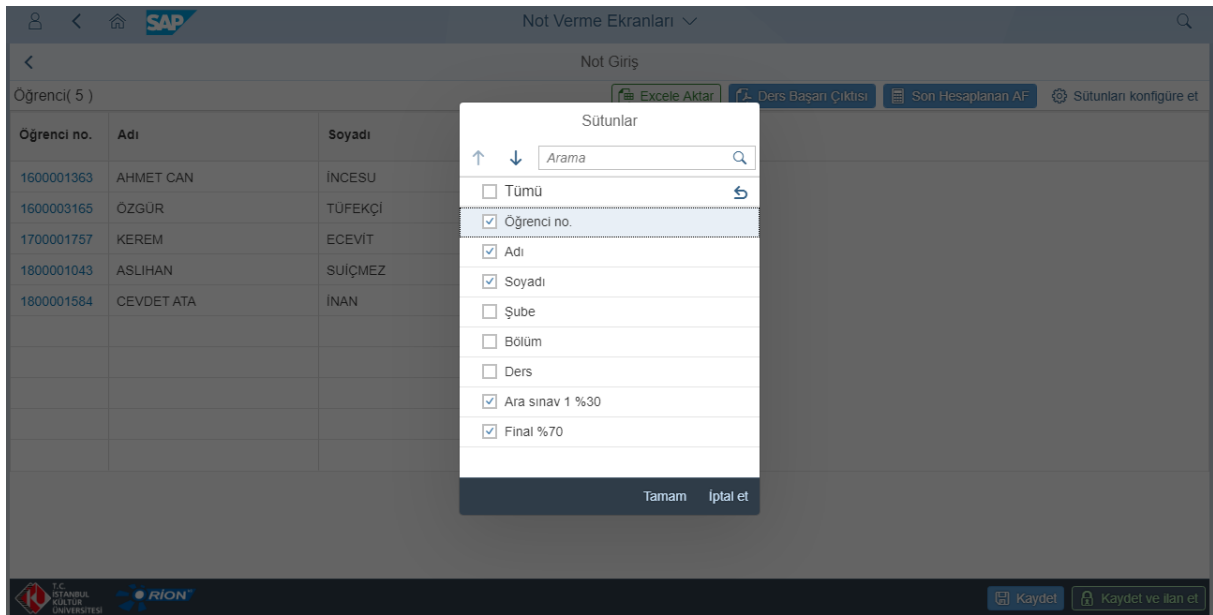 SAP
Not Verme Ekranları
Not Giriş
Öğrenci( 5 )
Excele Aktar
Ders Başarı Çıktısı
Son Hesaplanan AF
Sütunları konfigüre et
Öğrenci no. Adı Soyadı
1600001363 AHMET CAN İNCESU
1600003165 ÖZGÜR TÜFEKÇİ
1700001757 KEREM ECEVİT
1800001043 ASLIHAN SUİÇMEZ
1800001584 CEVDET ATA İNAN
Sütunlar
Arama
Tümü
Öğrenci no.
Adı
Soyadı
Şube
Bölüm
Ders
Ara sınav 1 %30
Final %70
Tamam İptal et
T.C.
İSTANBUL
KÜLTÜR
ÜNİVERSİTESİ
RİON
Kaydet
Kaydet ve ilan et